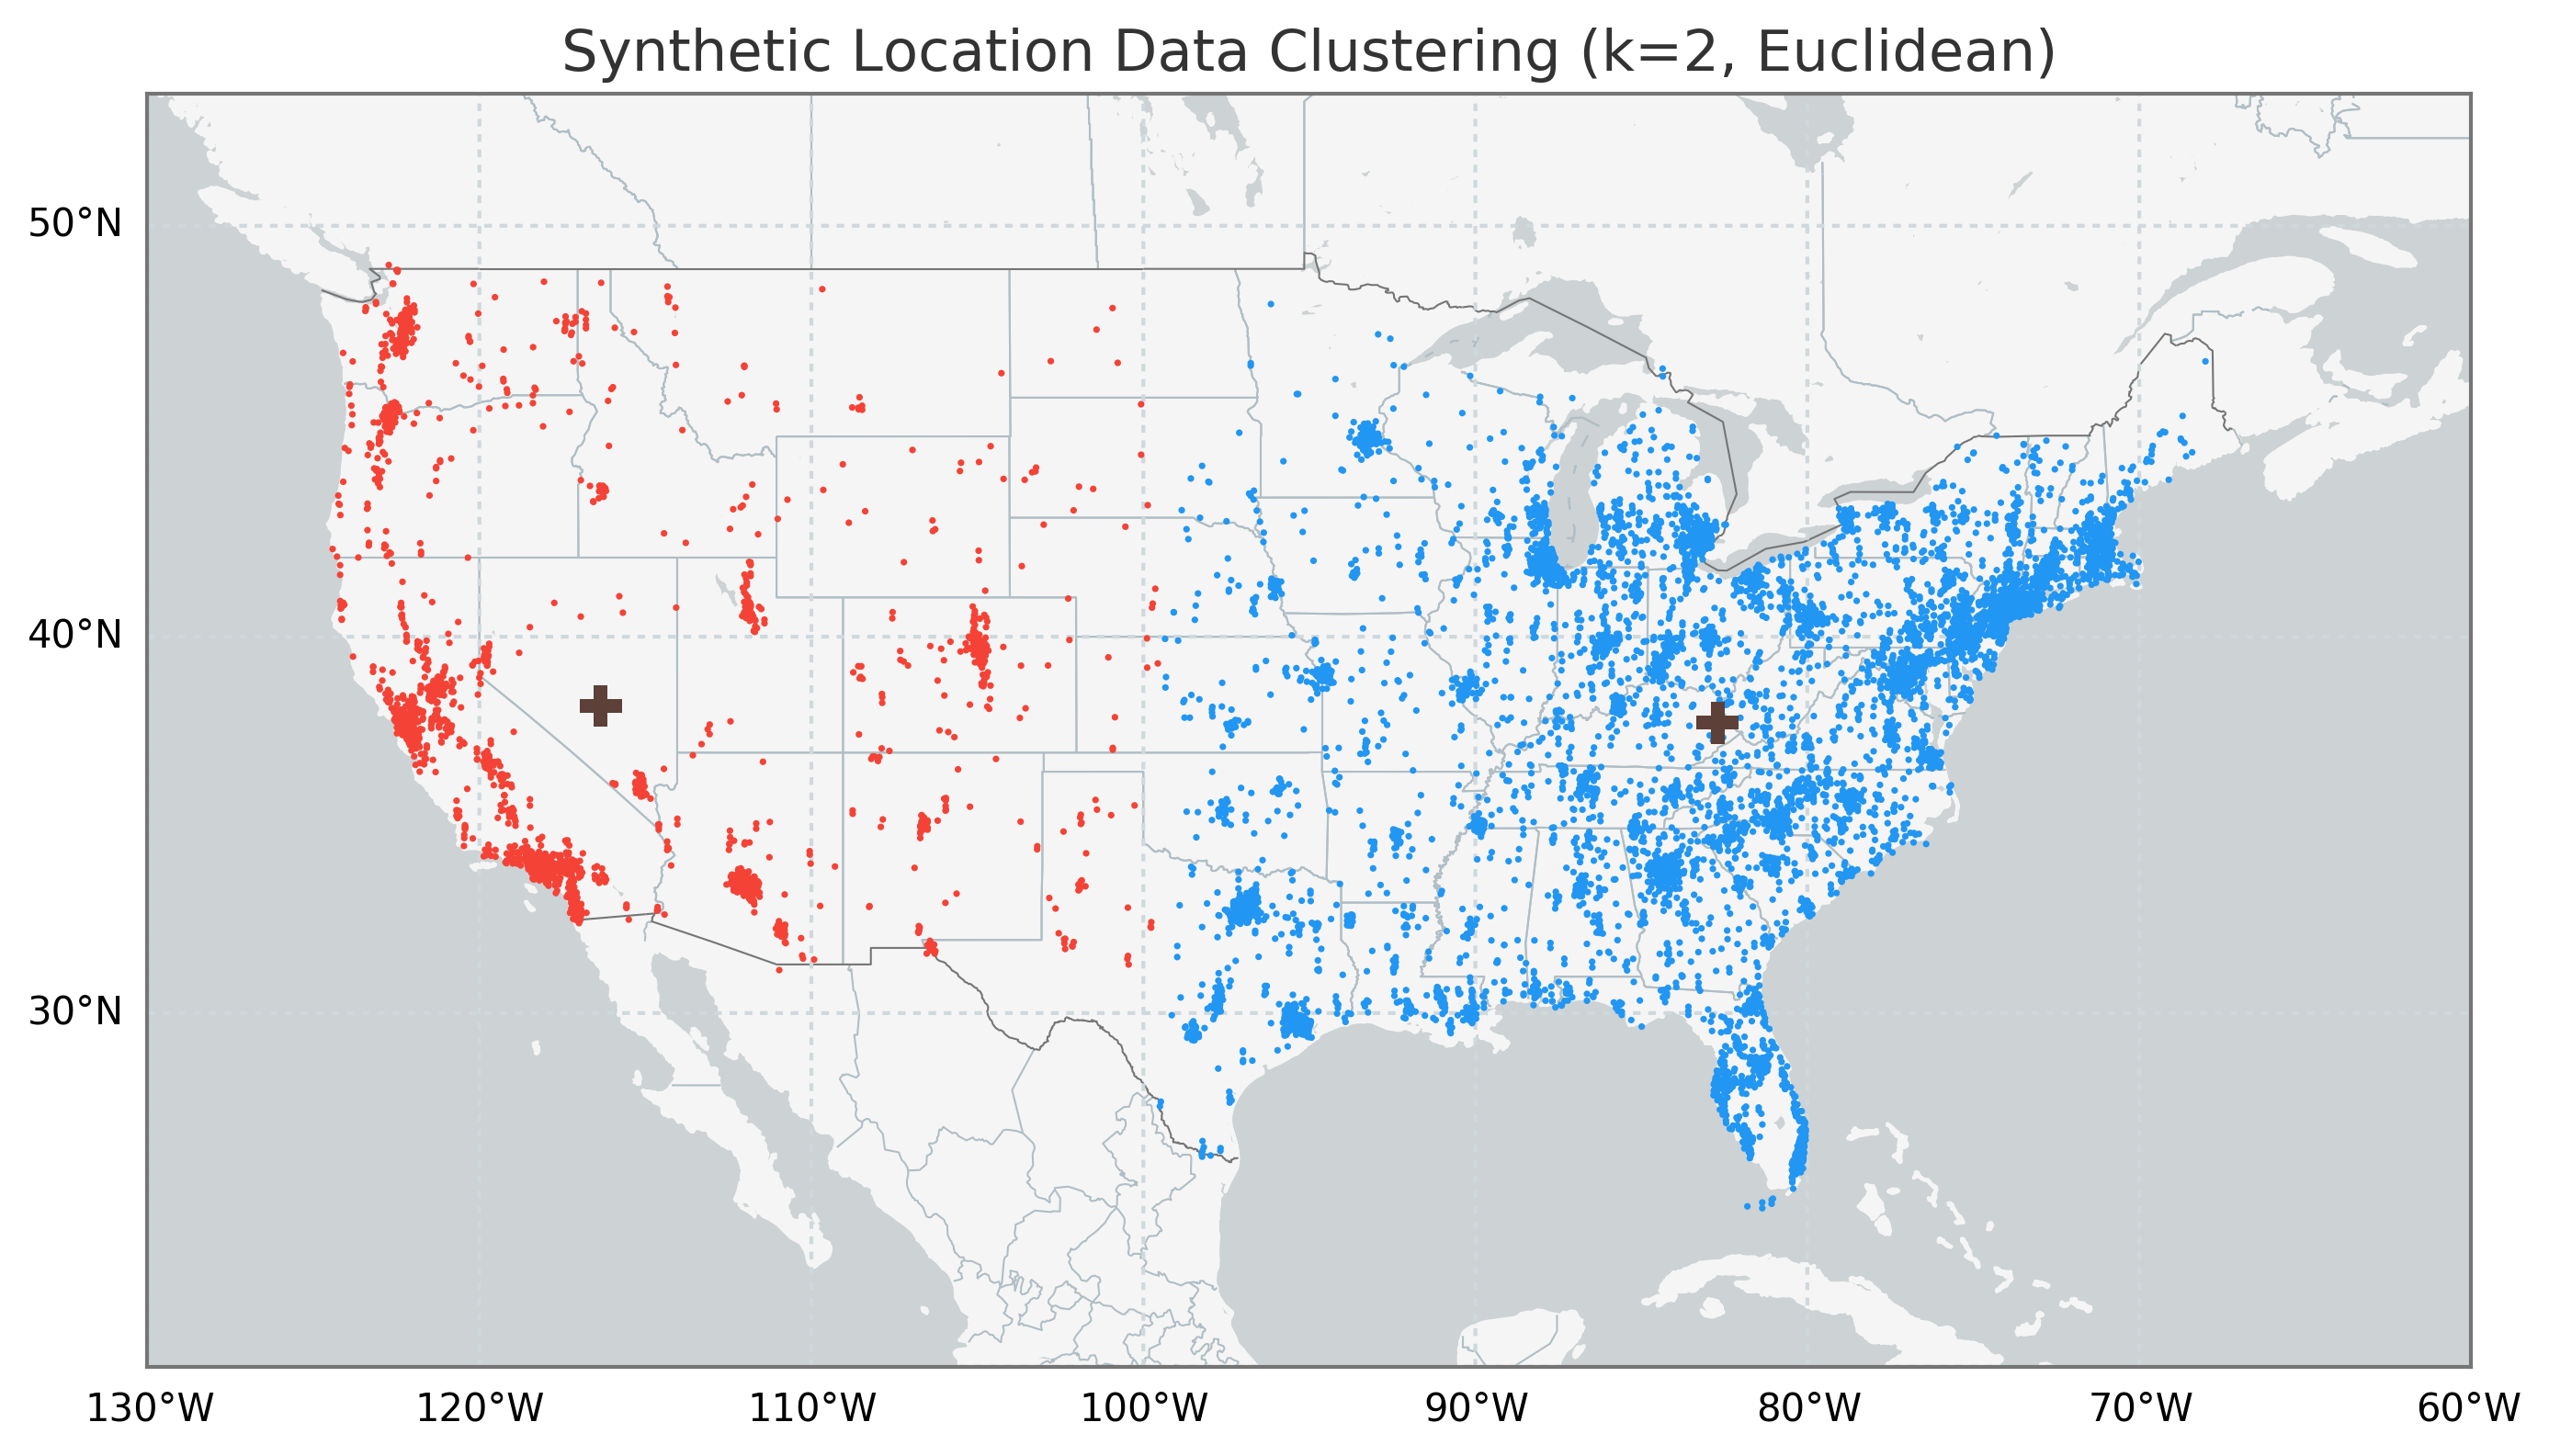 Synthetic Location Data Clustering (k=2, Euclidean)
50°N
40°N
30°N
130°W 120°W 110°W 100°W 90°W 80°W 70°W 60°W